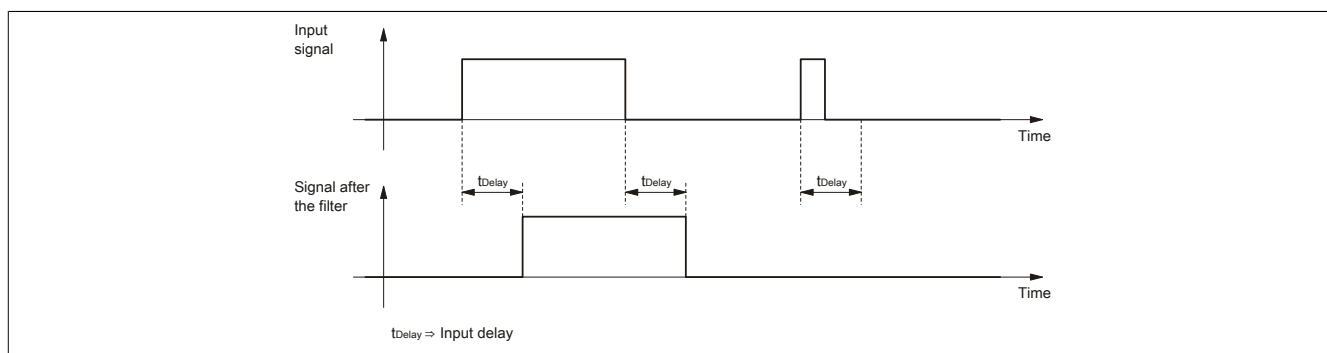 Input
signal
Time
tDelay
tDelay
tDelay
Signal after
the filter
Time
tDelay ⇒ Input delay